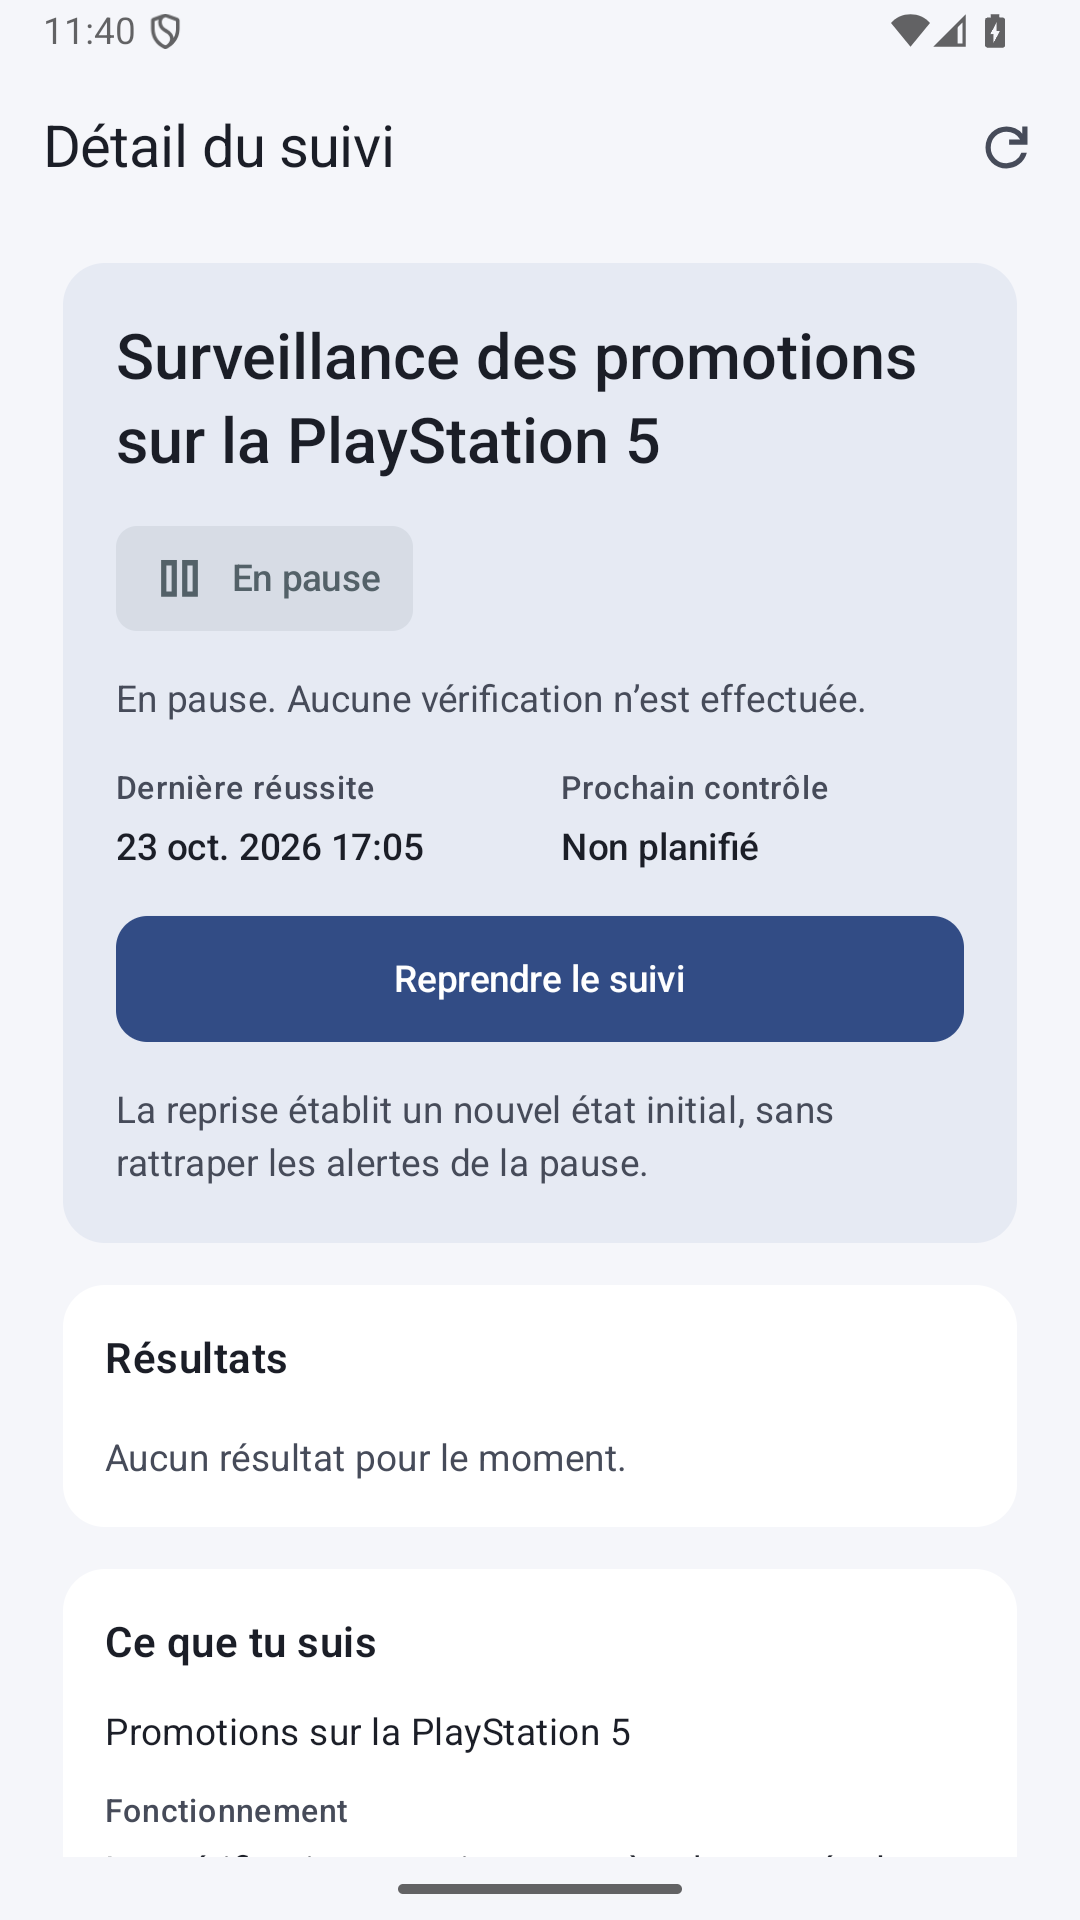 11:40
Détail du suivi
Surveillance des promotions
sur la PlayStation 5
En pause
En pause. Aucune vérification n’est effectuée.
Dernière réussite
Prochain contrôle
23 oct. 2026 17:05
Non planifié
Reprendre le suivi
La reprise établit un nouvel état initial, sans
rattraper les alertes de la pause.
Résultats
Aucun résultat pour le moment.
Ce que tu suis
Promotions sur la PlayStation 5
Fonctionnement